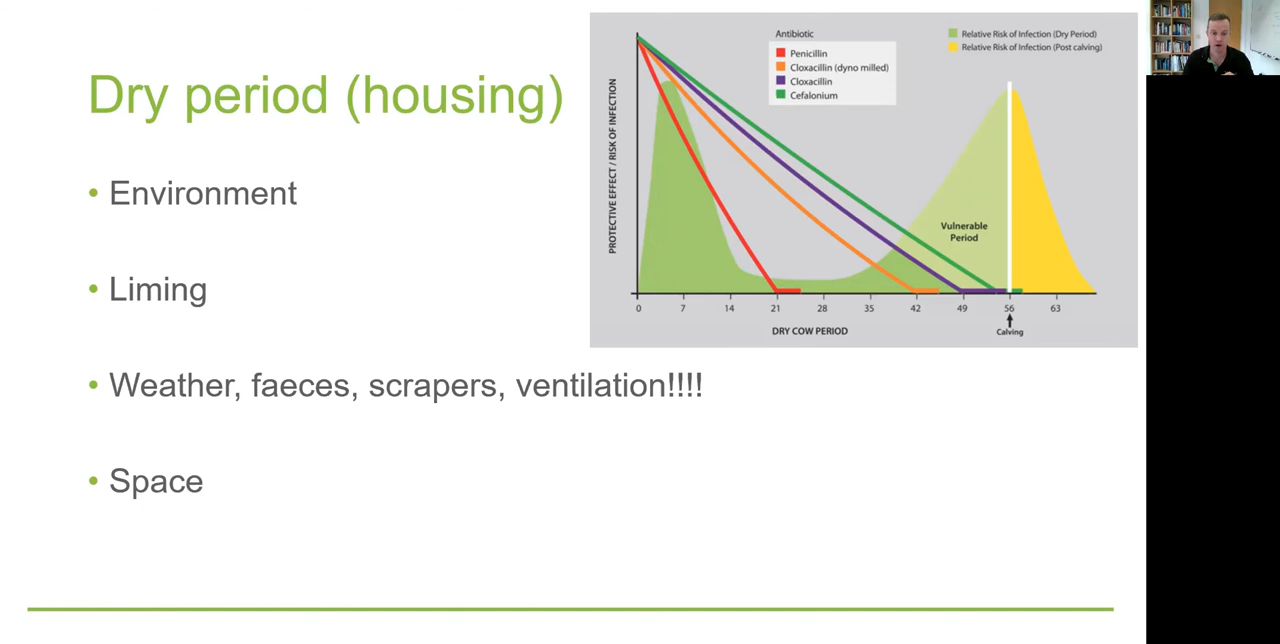 Dry period (housing)
• Environment
• Liming
• Weather, faeces, scrapers, ventilation!!!!
• Space
Antibiotic
Penicillin
Cloxacillin (dyno milled)
Cloxacillin
Cefalonium
Relative Risk of Infection (Dry Period)
Relative Risk of Infection (Post calving)
PROTECTIVE EFFECT / RISK OF INFECTION
Vulnerable
Period
0 7 14 21 28 35 42 49 56 63
Calving
DRY COW PERIOD